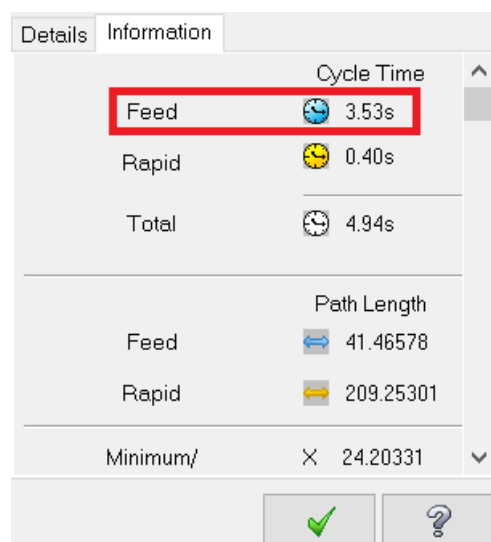 Details Information
Cycle Time
Feed 3.53s
Rapid 0.40s
Total 4.94s
Path Length
Feed 41.46578
Rapid 209.25301
Minimum/ X 24.20331